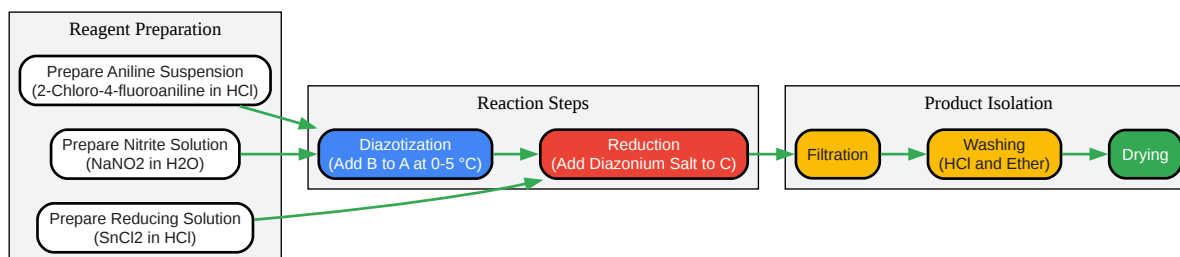 Reagent Preparation
Prepare Aniline Suspension
(2-Chloro-4-fluoroaniline in HCl)
Prepare Nitrite Solution
(NaNO2 in H2O)
Prepare Reducing Solution
(SnCl2 in HCl)
Reaction Steps
Diazotization
(Add B to A at 0-5 °C)
Reduction
(Add Diazonium Salt to C)
Product Isolation
Filtration
Washing
(HCl and Ether)
Drying